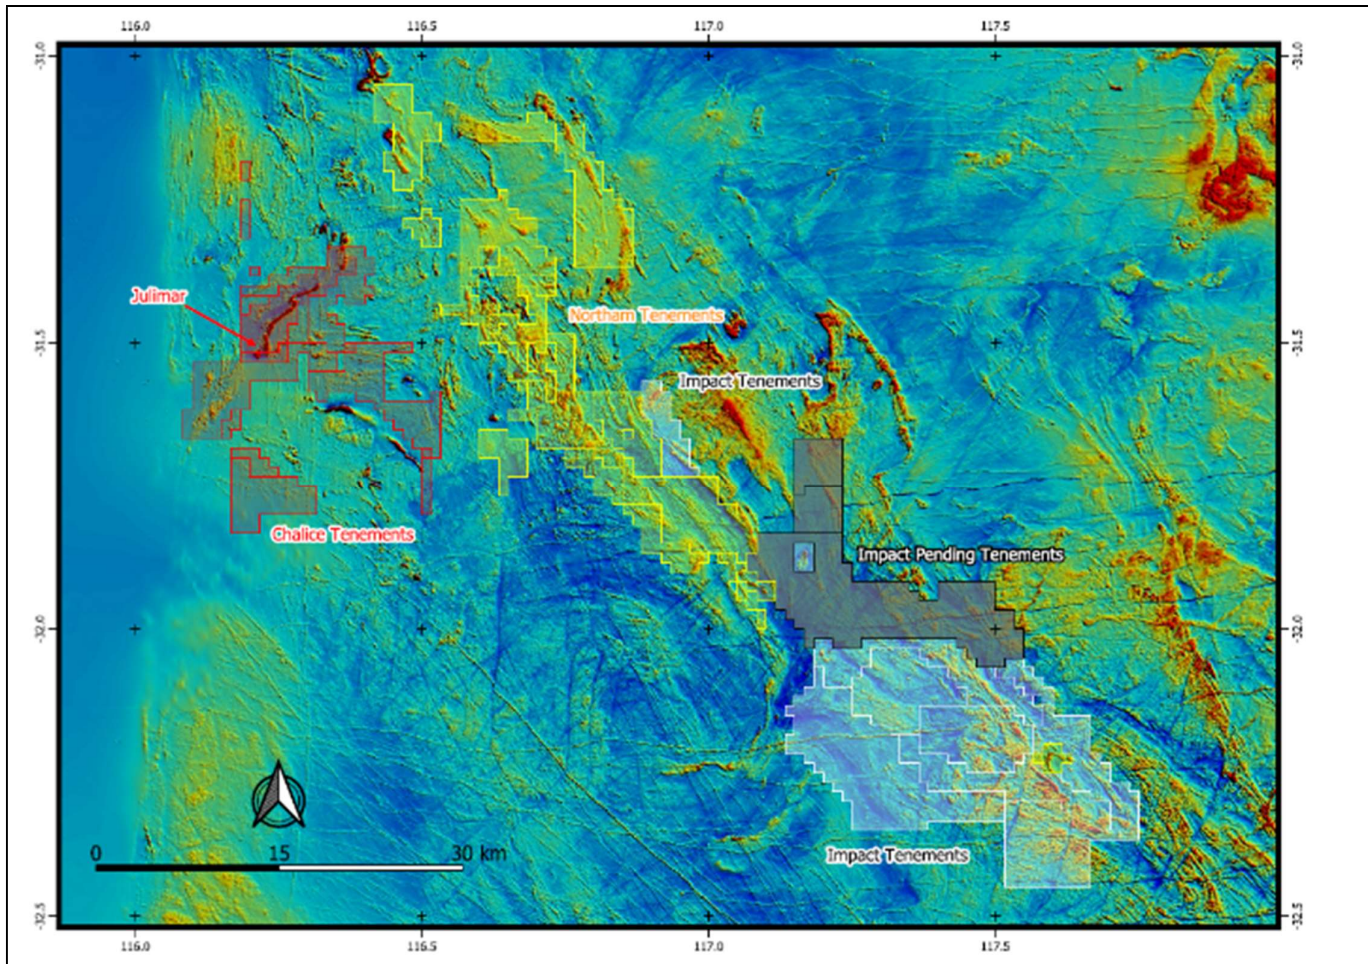 116.0 116.5 117.0 117.5
-31.0 -31.0
Julimar
Northam Tenements
-31.5 -31.5
Impact Tenements
Chalice Tenements
Impact Pending Tenements
-32.0 -32.0
0 15 30 km
Impact Tenements
-32.5 -32.5
116.0 116.5 117.0 117.5